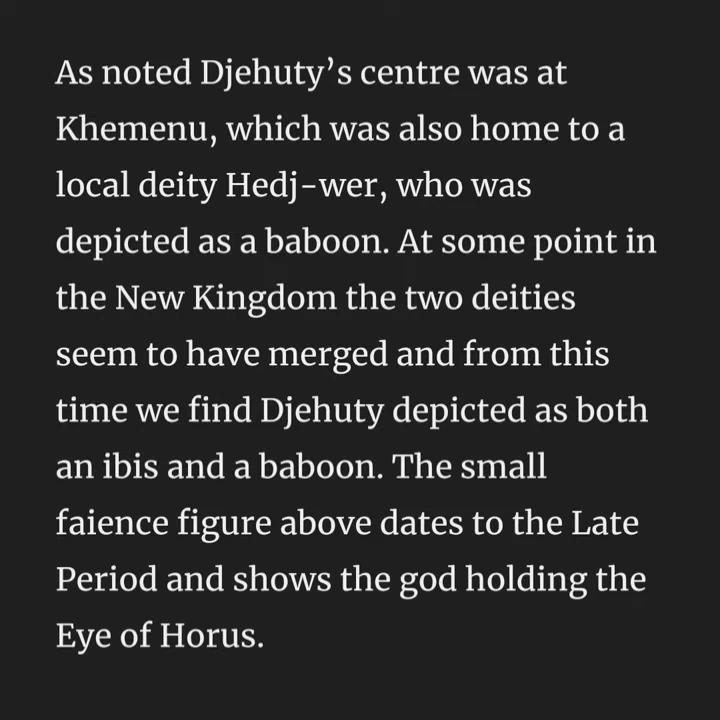 As noted Djehuty’s centre was at
Khemenu, which was also home to a
local deity Hedj-wer, who was
depicted as a baboon. At some point in
the New Kingdom the two deities
seem to have merged and from this
time we find Djehuty depicted as both
an ibis and a baboon. The small
faience figure above dates to the Late
Period and shows the god holding the
Eye of Horus.